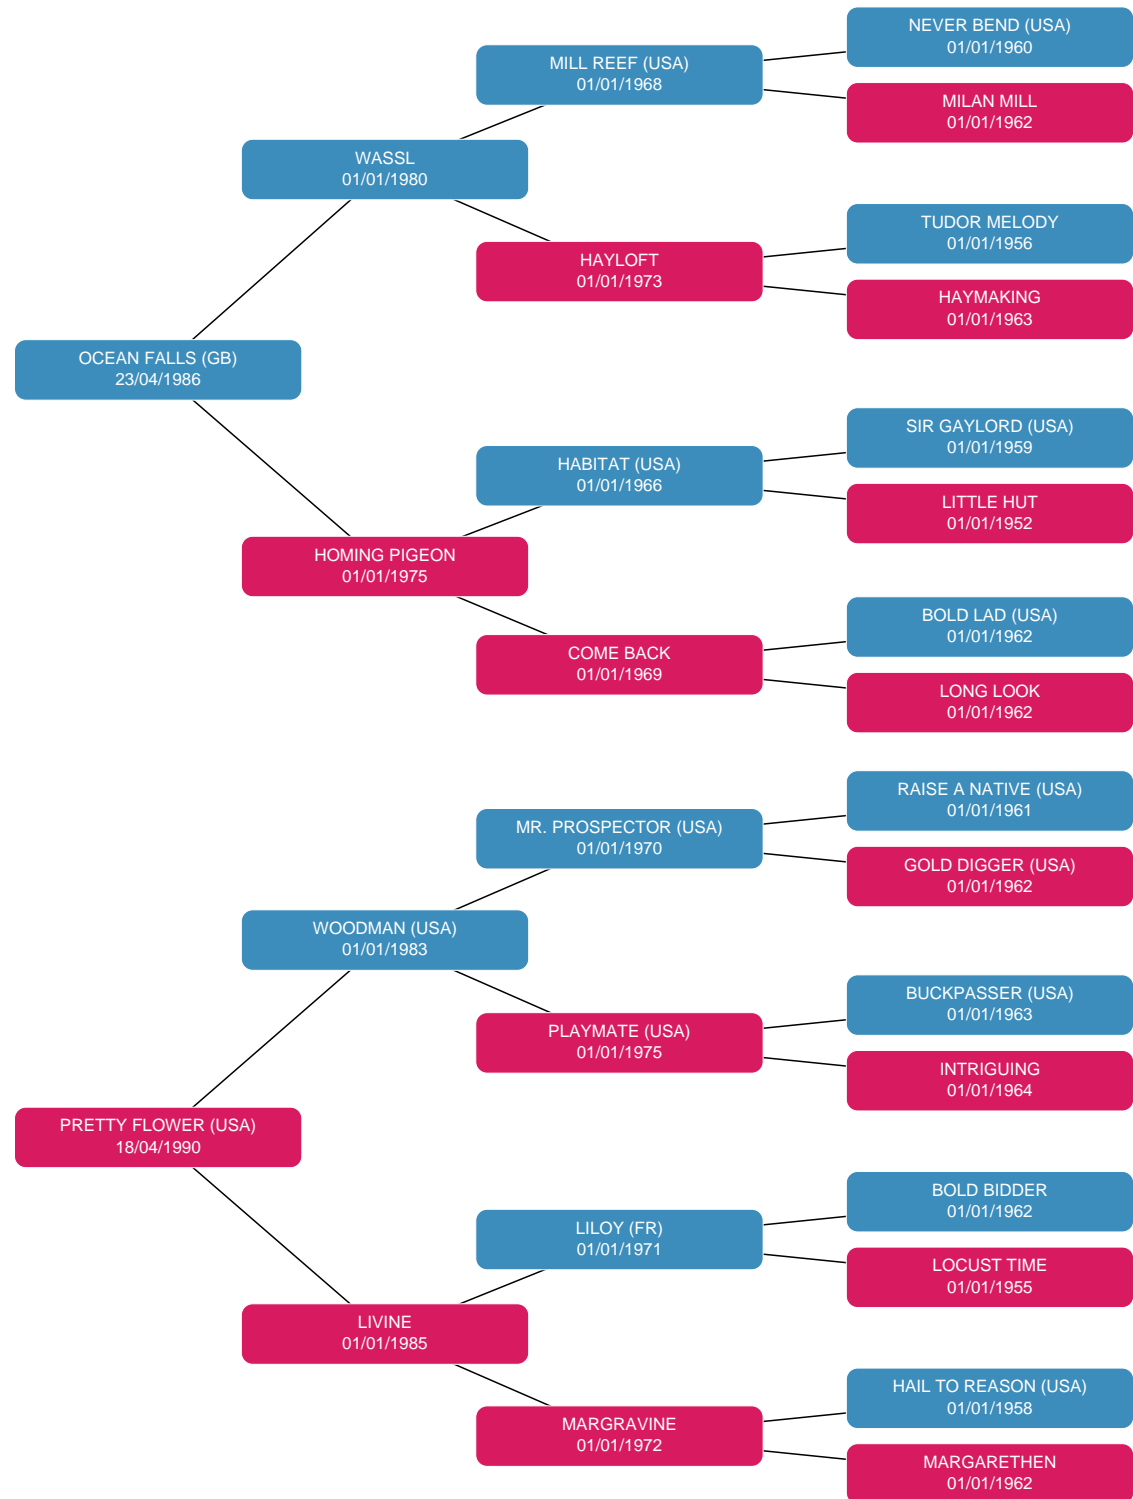 NEVER BEND (USA)
01/01/1960
MILL REEF (USA)
01/01/1968
MILAN MILL
01/01/1962
WASSL
01/01/1980
TUDOR MELODY
01/01/1956
HAYLOFT
01/01/1973
HAYMAKING
01/01/1963
OCEAN FALLS (GB)
23/04/1986
SIR GAYLORD (USA)
01/01/1959
HABITAT (USA)
01/01/1966
LITTLE HUT
01/01/1952
HOMING PIGEON
01/01/1975
BOLD LAD (USA)
01/01/1962
COME BACK
01/01/1969
LONG LOOK
01/01/1962
RAISE A NATIVE (USA)
01/01/1961
MR. PROSPECTOR (USA)
01/01/1970
GOLD DIGGER (USA)
01/01/1962
WOODMAN (USA)
01/01/1983
BUCKPASSER (USA)
01/01/1963
PLAYMATE (USA)
01/01/1975
INTRIGUING
01/01/1964
PRETTY FLOWER (USA)
18/04/1990
BOLD BIDDER
01/01/1962
LILOY (FR)
01/01/1971
LOCUST TIME
01/01/1955
LIVINE
01/01/1985
HAIL TO REASON (USA)
01/01/1958
MARGRAVINE
01/01/1972
MARGARETHEN
01/01/1962